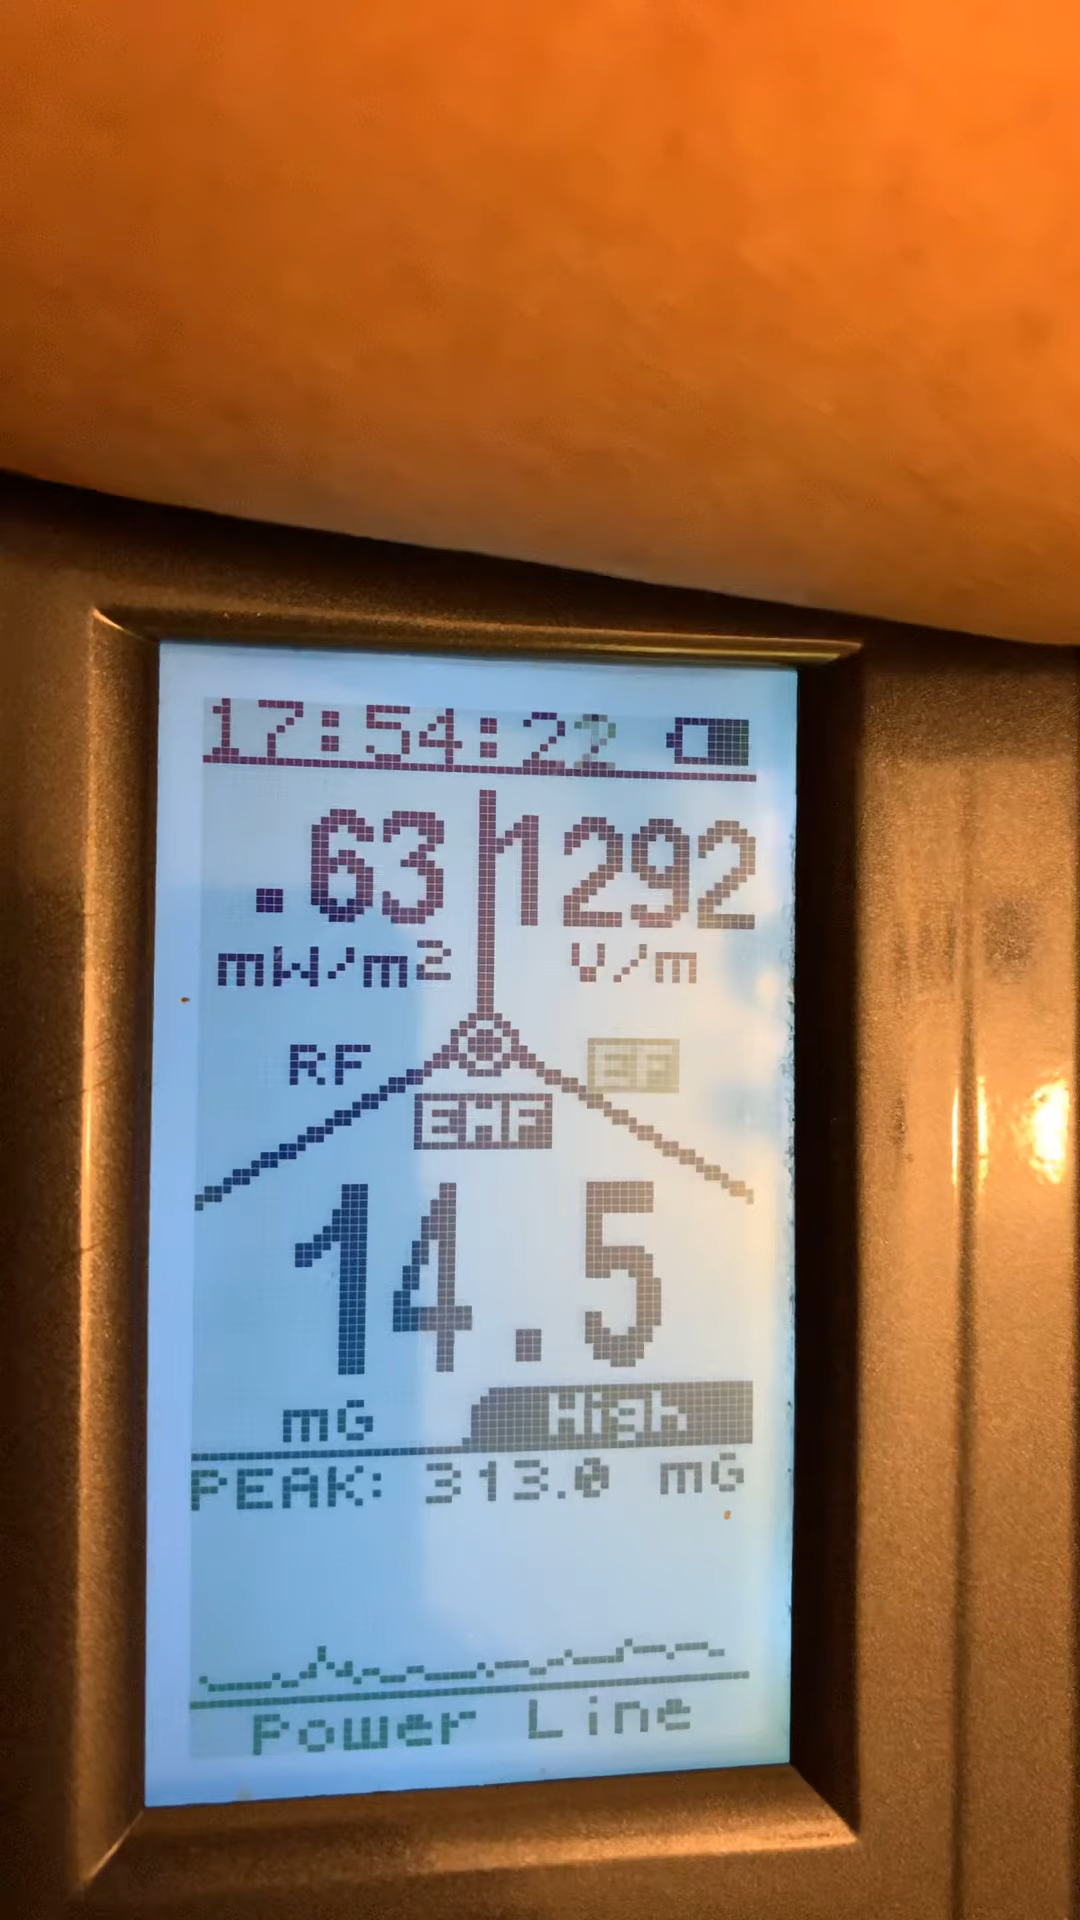 17:54:22
.63 1292
mW/m² V/m
RF EF
EMF
14.5
mG High
PEAK: 313.0 mG
Power Line